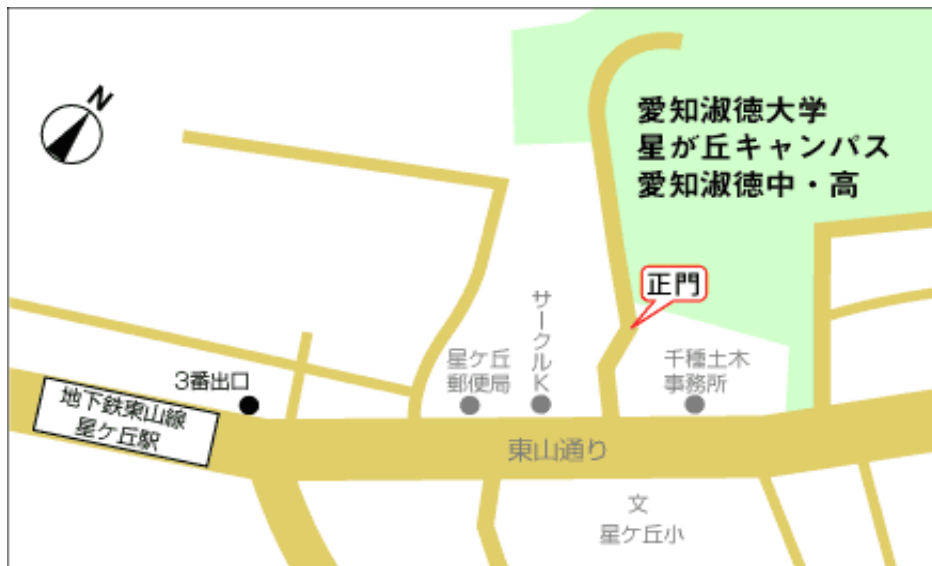 N
愛知淑徳大学
星が丘キャンパス
愛知淑徳中・高
正門
サークルK
星ケ丘
郵便局
千種土木
事務所
3番出口
地下鉄東山線
星ケ丘駅
東山通り
文
星ケ丘小